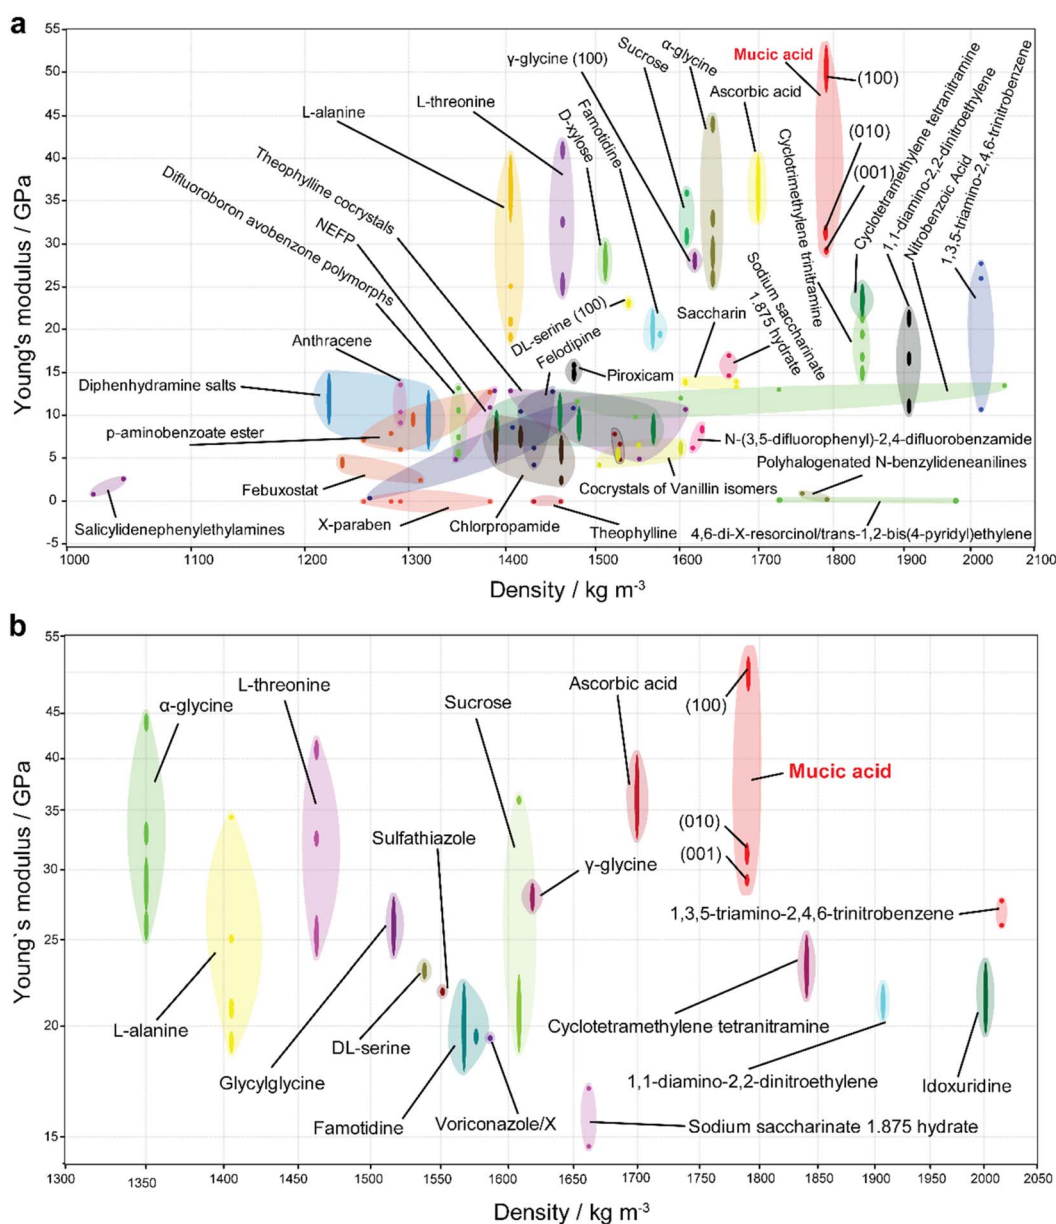 a
55
50
45
40
35
30
25
20
15
10
5
0
-5
Young's modulus / GPa
γ-glycine (100)
Sucrose
α-glycine
Mucic acid
(100)
Ascorbic acid
L-threonine
L-alanine
Famotidine
D-xylose
(010)
(001)
Cyclotetramethylene tetranitramine
1,1-diamino-2,2-dinitroethylene
Nitrobenzoic Acid
1,3,5-triamino-2,4,6-trinitrobenzene
Cyclotrimethylene trinitramine
Sodium saccharinate
1.875 hydrate
Theophylline cocrystals
Difluoroboron avobenzone polymorphs
NEFP
DL-serine (100)
Felodipine
Saccharin
Anthracene
Piroxicam
Diphenhydramine salts
p-aminobenzoate ester
N-(3,5-difluorophenyl)-2,4-difluorobenzamide
Polyhalogenated N-benzylideneanilines
Febuxostat
Cocrystals of Vanillin isomers
Salicylidenephenylethylamines
X-paraben
Chlorpropamide
Theophylline
4,6-di-X-resorcinol/trans-1,2-bis(4-pyridyl)ethylene
1000 1100 1200 1300 1400 1500 1600 1700 1800 1900 2000 2100
Density / kg m-3
b
55
45
40
35
30
25
20
15
Young`s modulus / GPa
α-glycine
L-threonine
Sucrose
Ascorbic acid
(100)
Mucic acid
Sulfathiazole
(010)
(001)
γ-glycine
1,3,5-triamino-2,4,6-trinitrobenzene
L-alanine
DL-serine
Cyclotetramethylene tetranitramine
Glycylglycine
1,1-diamino-2,2-dinitroethylene
Idoxuridine
Famotidine
Voriconazole/X
Sodium saccharinate 1.875 hydrate
1300 1350 1400 1450 1500 1550 1600 1650 1700 1750 1800 1850 1900 1950 2000 2050
Density / kg m-3